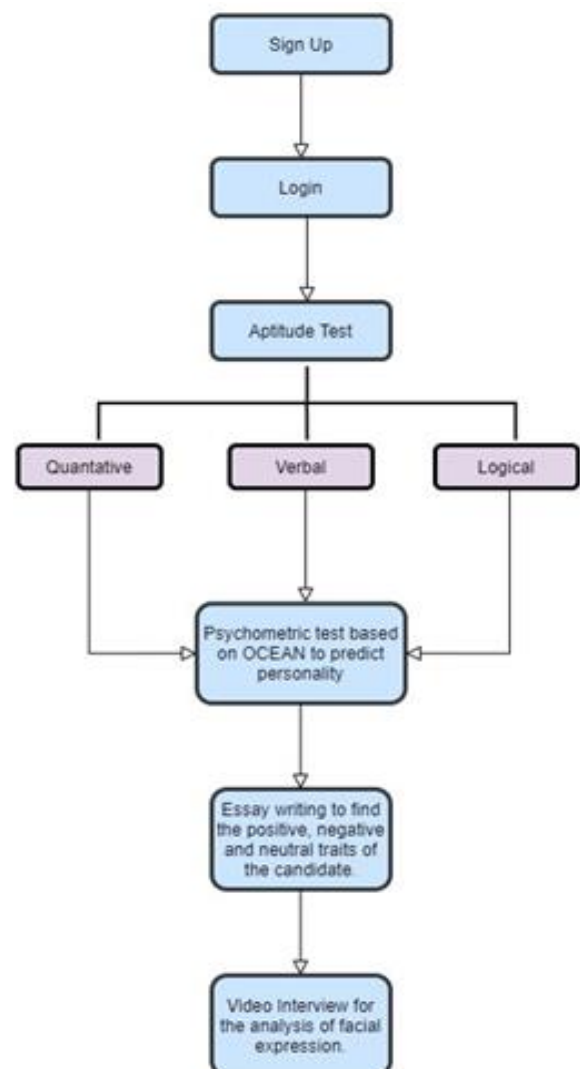 Sign Up
Login
Aptitude Test
Quantative
Verbal
Logical
Psychometric test based
on OCEAN to predict
personality
Essay writing to find
the positive, negative
and neutral traits of
the candidate.
Video Interview for
the analysis of facial
expression.